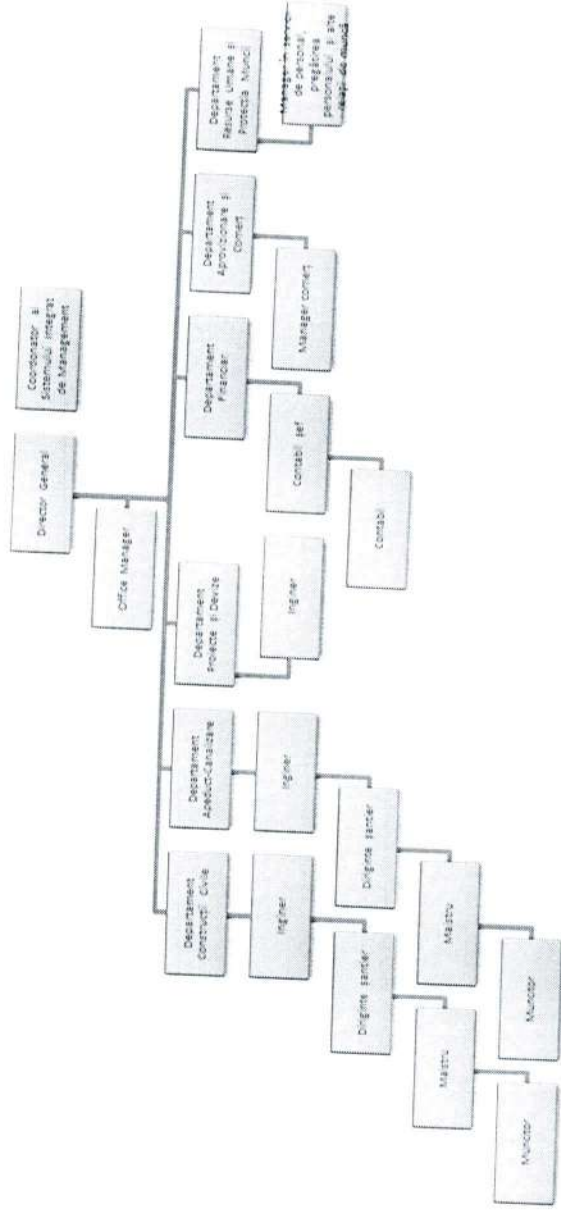 Director General
Coordonator al
Sistemului Integrat
de Management
Office Manager
Departament
Construcții Civile
Departament
Apeduct-Canalizare
Departament
Proiecte și Devize
Departament
Financiar
Departament
Aprovizionare și
Comerț
Departament
Resurse Umane și
Protecția Muncii
Inginer
Inginer
Inginer
Contabil șef
Manager comerț
Manager în
de personal,
pregătirea
personalului și alte
relații de muncă
Diriginte șantier
Diriginte șantier
Contabil
Maistru
Maistru
Muncitor
Muncitor